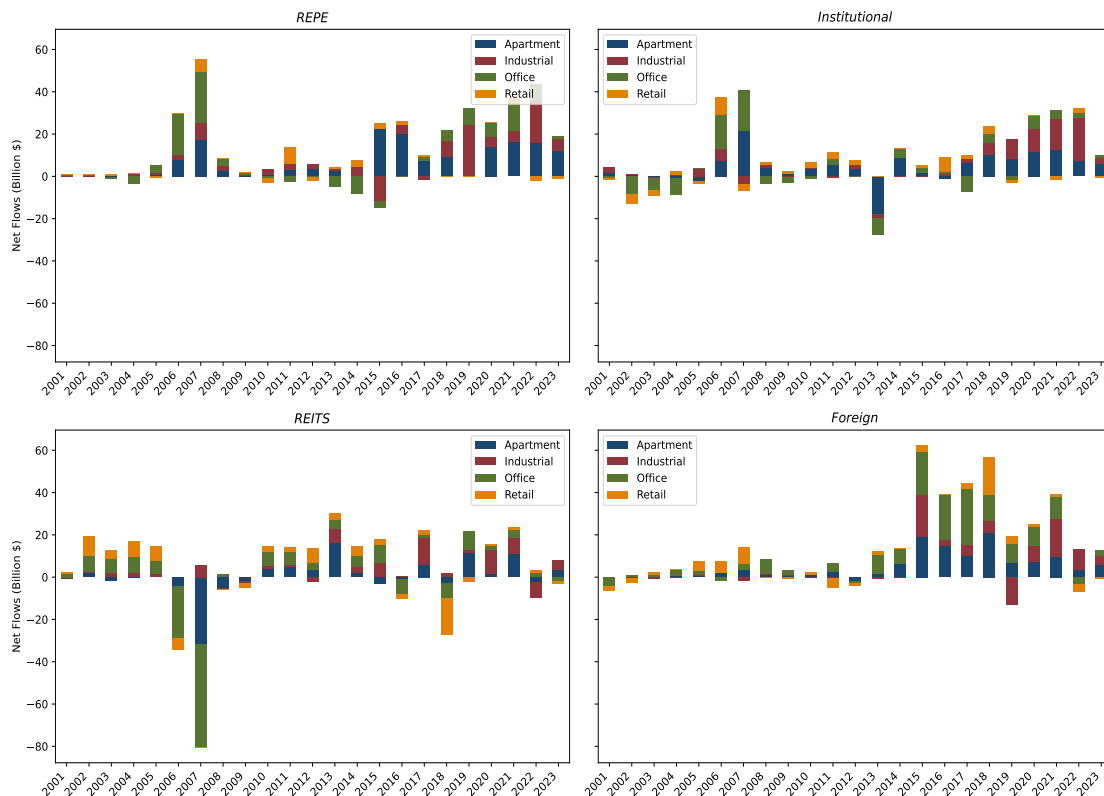 REPE
Institutional
Net Flows (Billion $)
60
40
20
0
−20
−40
−60
−80
Apartment
Industrial
Office
Retail
Apartment
Industrial
Office
Retail
2001 2002 2003 2004 2005 2006 2007 2008 2009 2010 2011 2012 2013 2014 2015 2016 2017 2018 2019 2020 2021 2022 2023
2001 2002 2003 2004 2005 2006 2007 2008 2009 2010 2011 2012 2013 2014 2015 2016 2017 2018 2019 2020 2021 2022 2023
REITS
Foreign
Net Flows (Billion $)
60
40
20
0
−20
−40
−60
−80
Apartment
Industrial
Office
Retail
Apartment
Industrial
Office
Retail
2001 2002 2003 2004 2005 2006 2007 2008 2009 2010 2011 2012 2013 2014 2015 2016 2017 2018 2019 2020 2021 2022 2023
2001 2002 2003 2004 2005 2006 2007 2008 2009 2010 2011 2012 2013 2014 2015 2016 2017 2018 2019 2020 2021 2022 2023